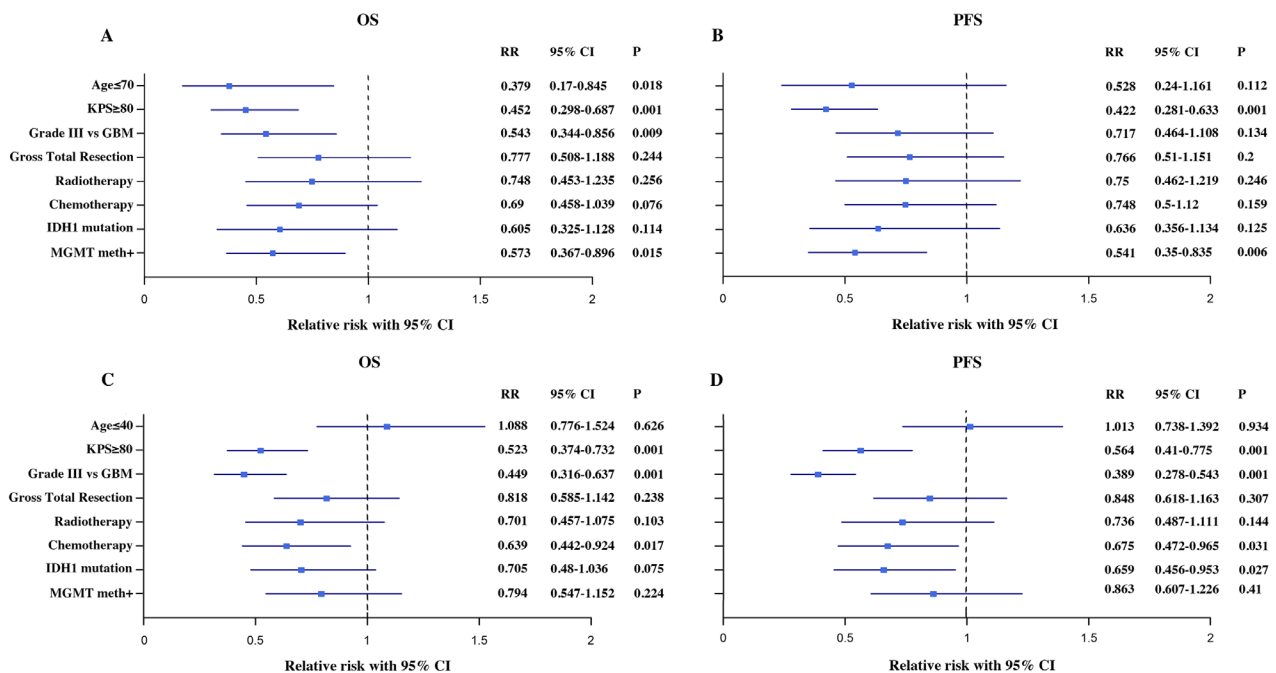 A
OS
RR 95% CI P
Age≤70 0.379 0.17-0.845 0.018
KPS≥80 0.452 0.298-0.687 0.001
Grade III vs GBM 0.543 0.344-0.856 0.009
Gross Total Resection 0.777 0.508-1.188 0.244
Radiotherapy 0.748 0.453-1.235 0.256
Chemotherapy 0.69 0.458-1.039 0.076
IDH1 mutation 0.605 0.325-1.128 0.114
MGMT meth+ 0.573 0.367-0.896 0.015
0 0.5 1 1.5 2
Relative risk with 95% CI
B
PFS
RR 95% CI P
0.528 0.24-1.161 0.112
0.422 0.281-0.633 0.001
0.717 0.464-1.108 0.134
0.766 0.51-1.151 0.2
0.75 0.462-1.219 0.246
0.748 0.5-1.12 0.159
0.636 0.356-1.134 0.125
0.541 0.35-0.835 0.006
0 0.5 1 1.5 2
Relative risk with 95% CI
C
OS
RR 95% CI P
Age≤40 1.088 0.776-1.524 0.626
KPS≥80 0.523 0.374-0.732 0.001
Grade III vs GBM 0.449 0.316-0.637 0.001
Gross Total Resection 0.818 0.585-1.142 0.238
Radiotherapy 0.701 0.457-1.075 0.103
Chemotherapy 0.639 0.442-0.924 0.017
IDH1 mutation 0.705 0.48-1.036 0.075
MGMT meth+ 0.794 0.547-1.152 0.224
0 0.5 1 1.5 2
Relative risk with 95% CI
D
PFS
RR 95% CI P
1.013 0.738-1.392 0.934
0.564 0.41-0.775 0.001
0.389 0.278-0.543 0.001
0.848 0.618-1.163 0.307
0.736 0.487-1.111 0.144
0.675 0.472-0.965 0.031
0.659 0.456-0.953 0.027
0.863 0.607-1.226 0.41
0 0.5 1 1.5 2
Relative risk with 95% CI